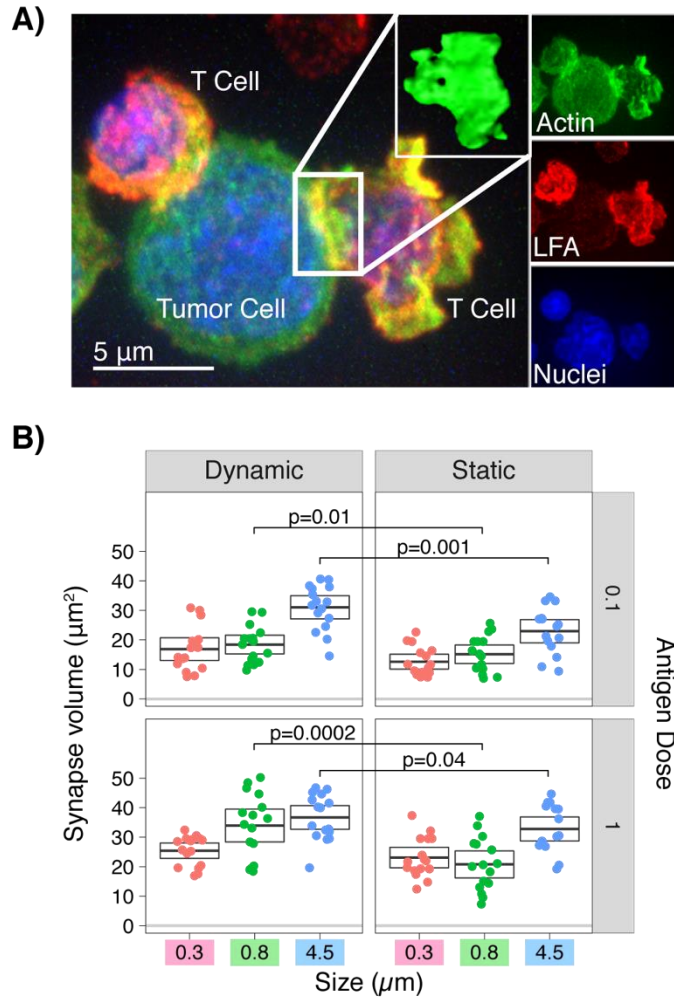 A)
T Cell
Tumor Cell
T Cell
5 µm
Actin
LFA
Nuclei
B)
Dynamic
Static
Synapse volume (µm²)
50
40
30
20
10
0
p=0.01
p=0.001
0.1
50
40
30
20
10
0
p=0.0002
p=0.04
1
Antigen Dose
0.3
0.8
4.5
0.3
0.8
4.5
Size (µm)